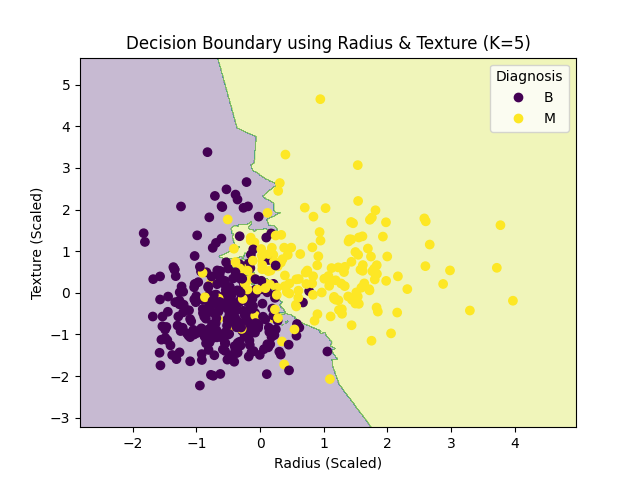 Decision Boundary using Radius & Texture (K=5)
Diagnosis
B
M
Texture (Scaled)
5
4
3
2
1
0
−1
−2
−3
−2 −1 0 1 2 3 4
Radius (Scaled)